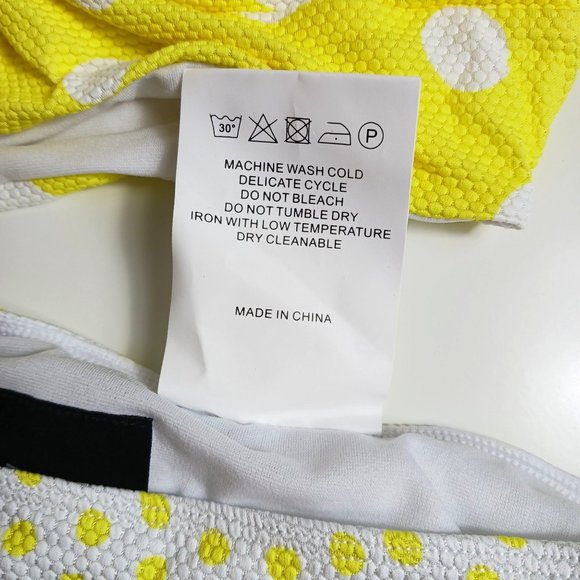 30° P
MACHINE WASH COLD
DELICATE CYCLE
DO NOT BLEACH
DO NOT TUMBLE DRY
IRON WITH LOW TEMPERATURE
DRY CLEANABLE
MADE IN CHINA